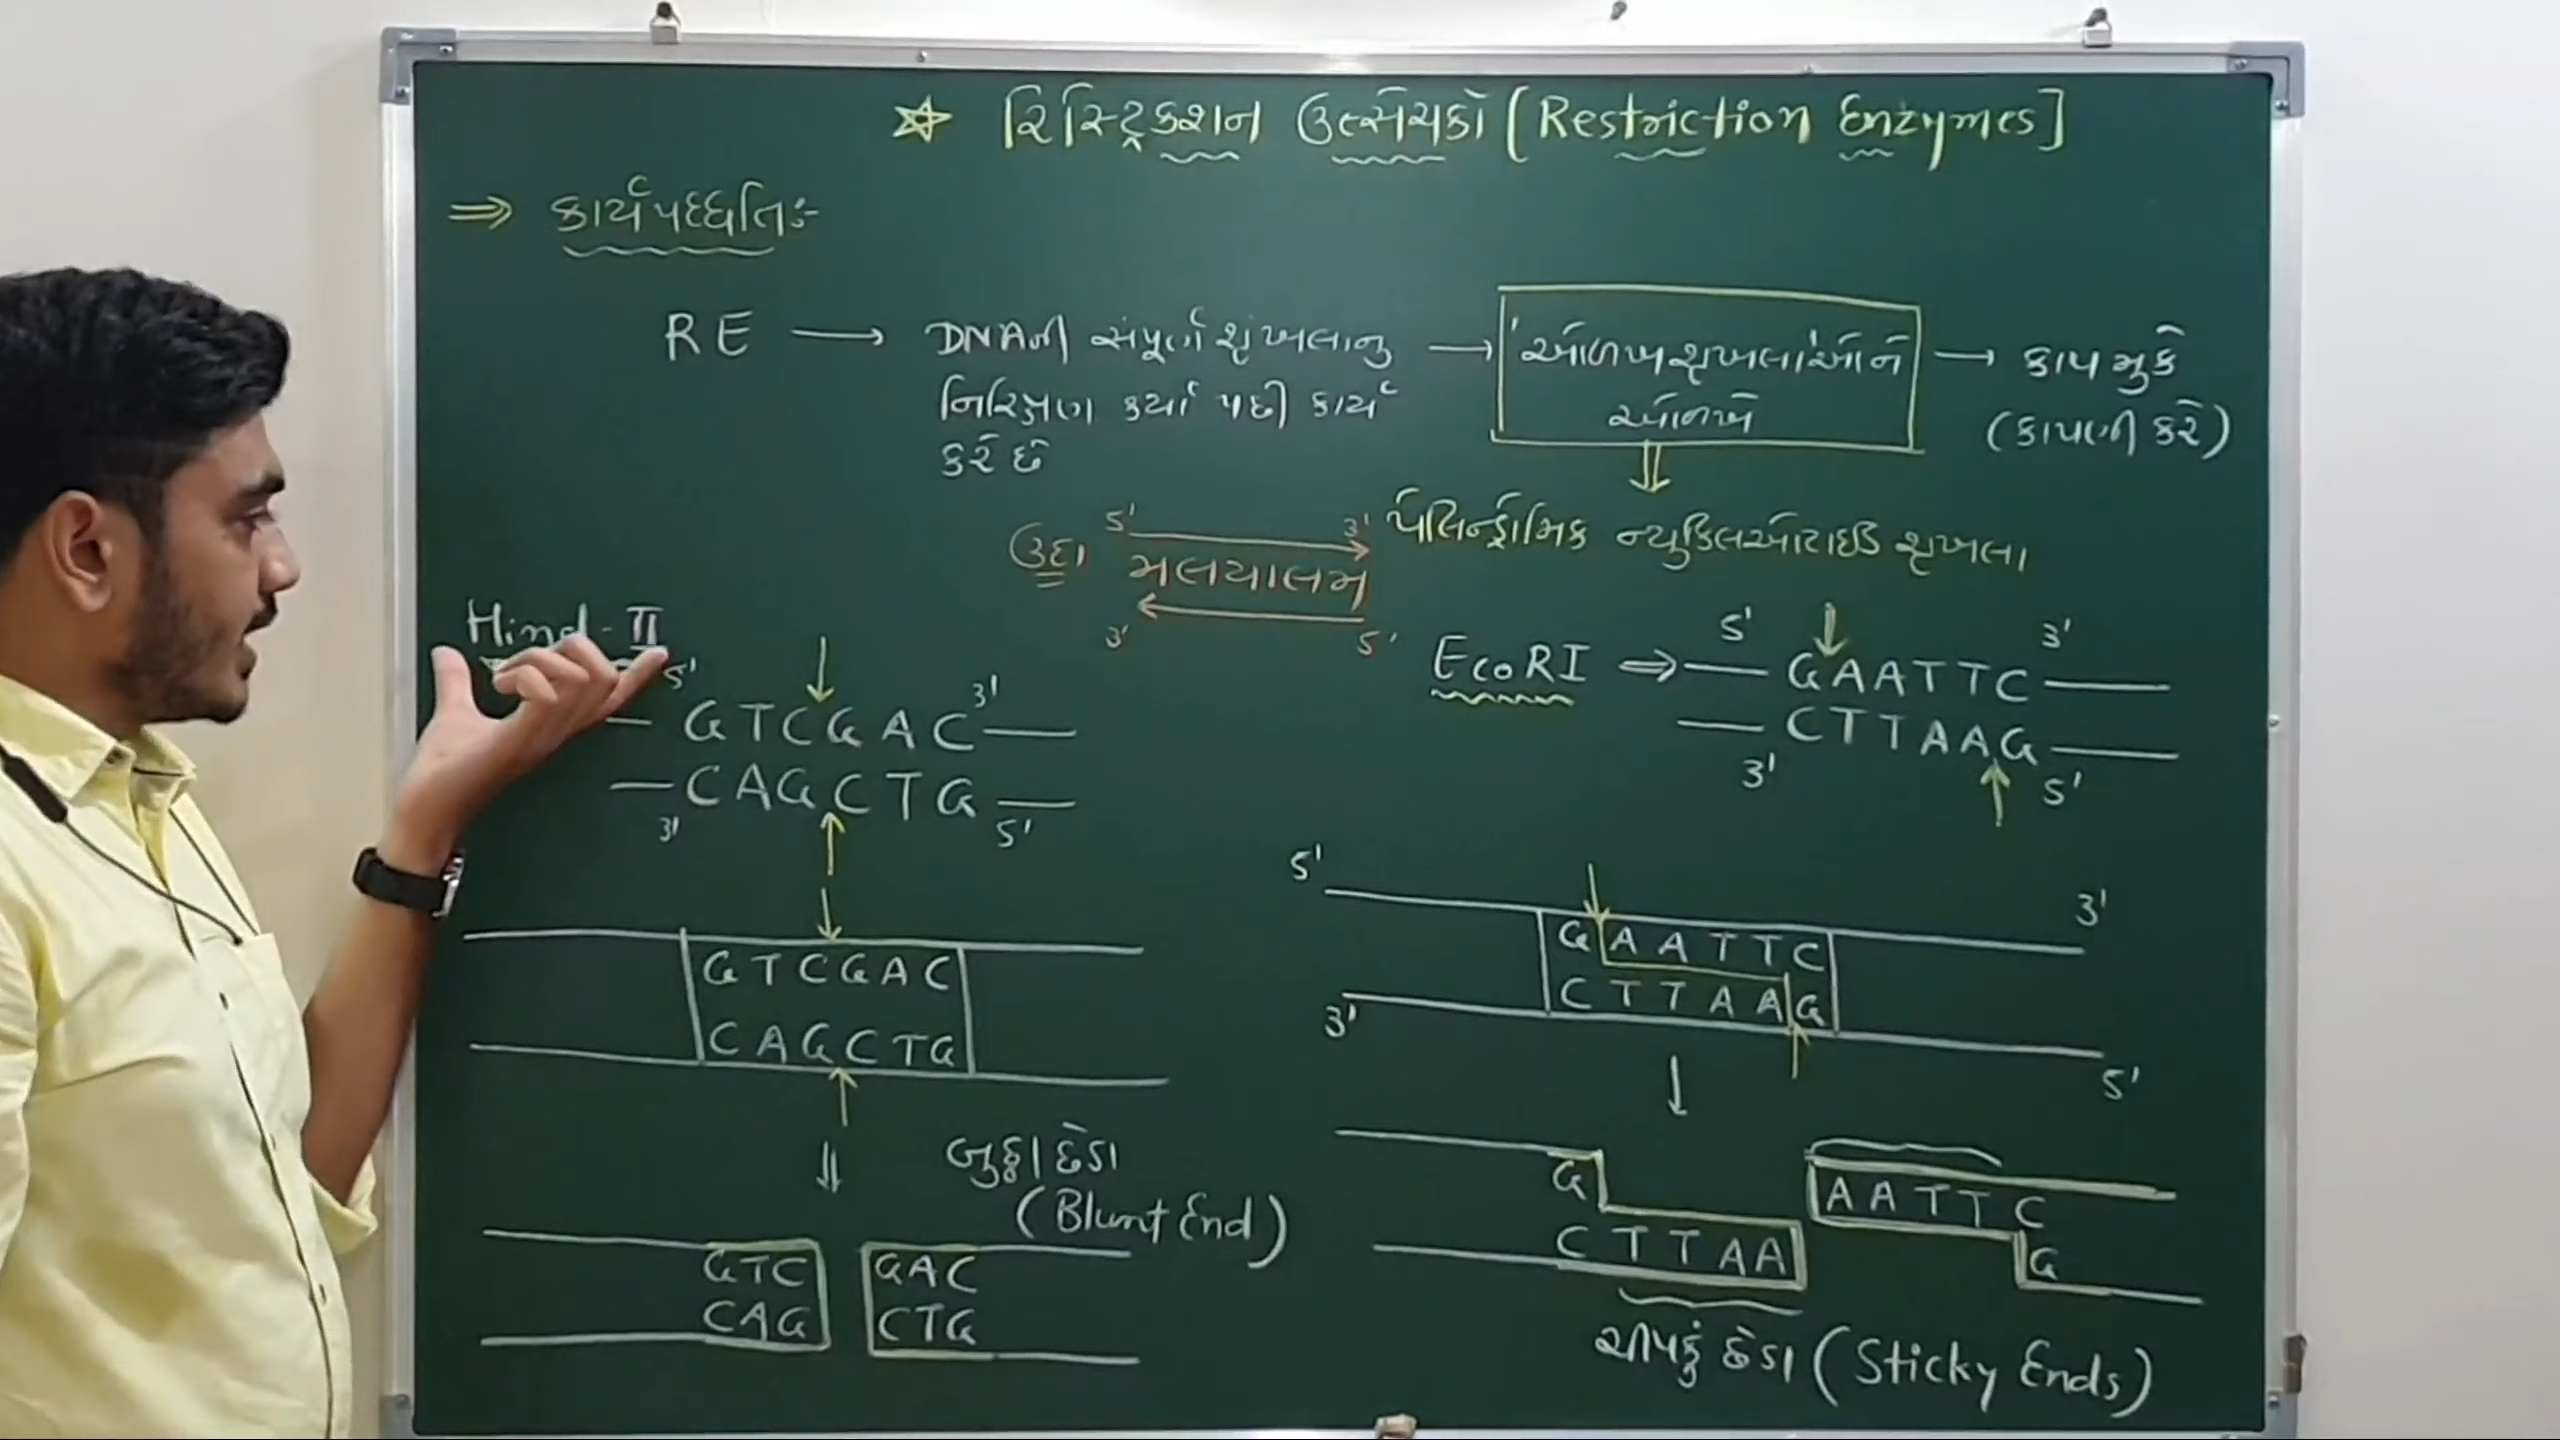 રિસ્ટ્રિક્શન ઉત્સેચકો [Restriction Enzymes]
⇒ કાર્યપદ્ધતિ:-
RE → DNAની સંપૂર્ણ શૃંખલાનુ → 'ઓળખ શૃંખલા'ઓને → કાપ મુકે
નિરિક્ષણ કર્યા પછી કાર્ય ઓળખે (કાપણી કરે)
કરે છે
પેલિન્ડ્રોમિક ન્યુક્લિઓટાઇડ શૃંખલા
ઉદા 5' 3'
મલયાલમ
3' 5'
Hind-II
5' 3'
GTCGAC
CAGCTG
3' 5'
EcoRI ⇒
5' 3'
GAATTC
CTTAAG
3' 5'
GTCGAC
CAGCTG
5' 3'
GAATTC
CTTAAG
3' 5'
બુઠ્ઠા છેડા
(Blunt End)
GTC GAC
CAG CTG
G AATTC
CTTAA G
ચીપકું છેડા (Sticky Ends)